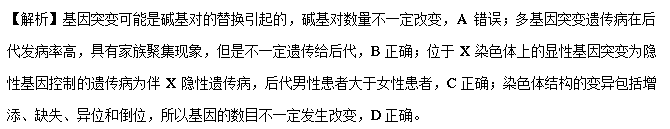 【解析】基因突变可能是碱基对的替换引起的，碱基对数量不一定改变，A 错误；多基因突变遗传病在后
代发病率高，具有家族聚集现象，但是不一定遗传给后代，B 正确；位于 X 染色体上的显性基因突变为隐
性基因控制的遗传病为伴 X 隐性遗传病，后代男性患者大于女性患者，C 正确；染色体结构的变异包括增
添、缺失、异位和倒位，所以基因的数目不一定发生改变，D 正确。